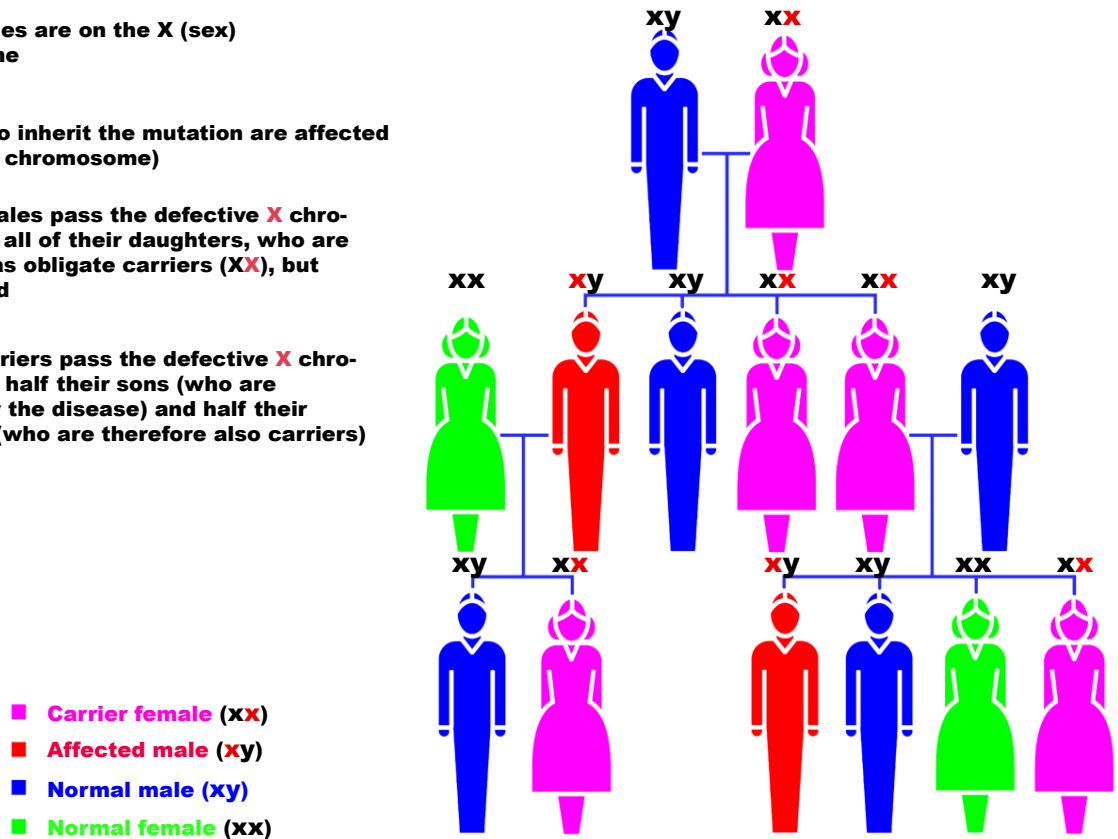 es are on the X (sex)
ne
o inherit the mutation are affected
chromosome)
ales pass the defective X chro-
all of their daughters, who are
as obligate carriers (XX), but
d
rriers pass the defective X chro-
half their sons (who are
r the disease) and half their
(who are therefore also carriers)
xy xx
xx xy xy xx xx xy
xy xx xy xy xx xx
Carrier female (xx)
Affected male (xy)
Normal male (xy)
Normal female (xx)